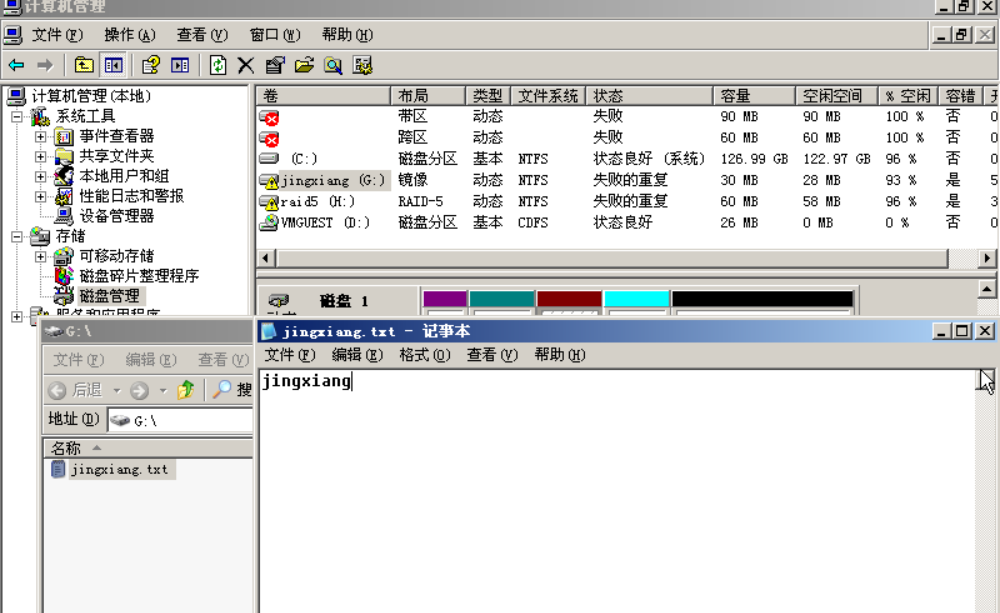 计算机管理
文件(F) 操作(A) 查看(V) 窗口(W) 帮助(H)
计算机管理(本地)
系统工具
事件查看器
共享文件夹
本地用户和组
性能日志和警报
设备管理器
存储
可移动存储
磁盘碎片整理程序
磁盘管理
服务和应用程序
卷 布局 类型 文件系统 状态 容量 空闲空间 % 空闲 容错
带区 动态 失败 90 MB 90 MB 100 % 否 0
跨区 动态 失败 60 MB 60 MB 100 % 否 0
(C:) 磁盘分区 基本 NTFS 状态良好 (系统) 126.99 GB 122.97 GB 96 % 否 0
jingxiang (G:) 镜像 动态 NTFS 失败的重复 30 MB 28 MB 93 % 是 5
raid5 (H:) RAID-5 动态 NTFS 失败的重复 60 MB 58 MB 96 % 是 3
VMGUEST (D:) 磁盘分区 基本 CDFS 状态良好 26 MB 0 MB 0 % 否 0
磁盘 1
G:\
文件(F) 编辑(E) 查看(V)
后退 搜
地址(D) G:\
名称
jingxiang.txt
jingxiang.txt - 记事本
文件(F) 编辑(E) 格式(O) 查看(V) 帮助(H)
jingxiang